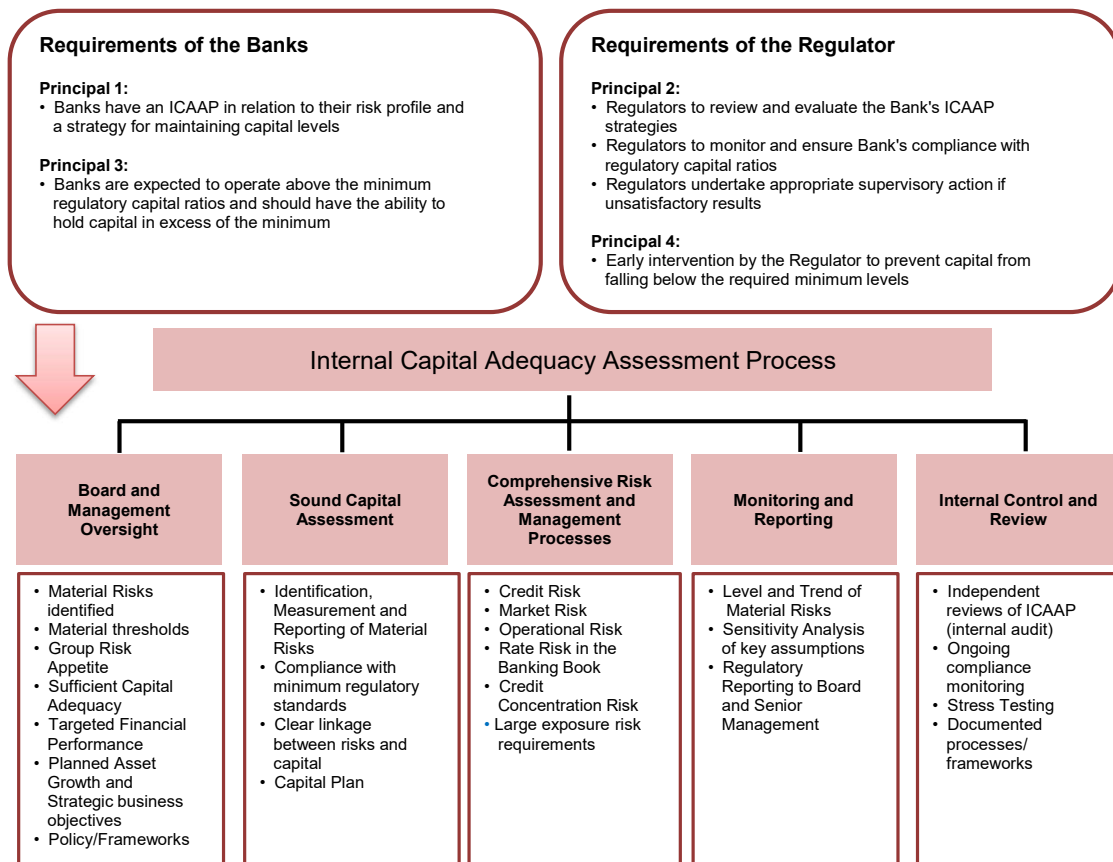 Requirements of the Banks
Principal 1:
• Banks have an ICAAP in relation to their risk profile and
a strategy for maintaining capital levels
Principal 3:
• Banks are expected to operate above the minimum
regulatory capital ratios and should have the ability to
hold capital in excess of the minimum
Requirements of the Regulator
Principal 2:
• Regulators to review and evaluate the Bank's ICAAP
strategies
• Regulators to monitor and ensure Bank's compliance with
regulatory capital ratios
• Regulators undertake appropriate supervisory action if
unsatisfactory results
Principal 4:
• Early intervention by the Regulator to prevent capital from
falling below the required minimum levels
Internal Capital Adequacy Assessment Process
Board and
Management
Oversight
• Material Risks
identified
• Material thresholds
• Group Risk
Appetite
• Sufficient Capital
Adequacy
• Targeted Financial
Performance
• Planned Asset
Growth and
Strategic business
objectives
• Policy/Frameworks
Sound Capital
Assessment
• Identification,
Measurement and
Reporting of Material
Risks
• Compliance with
minimum regulatory
standards
• Clear linkage
between risks and
capital
• Capital Plan
Comprehensive Risk
Assessment and
Management
Processes
• Credit Risk
• Market Risk
• Operational Risk
• Rate Risk in the
Banking Book
• Credit
Concentration Risk
• Large exposure risk
requirements
Monitoring and
Reporting
• Level and Trend of
Material Risks
• Sensitivity Analysis
of key assumptions
• Regulatory
Reporting to Board
and Senior
Management
Internal Control and
Review
• Independent
reviews of ICAAP
(internal audit)
• Ongoing
compliance
monitoring
• Stress Testing
• Documented
processes/
frameworks